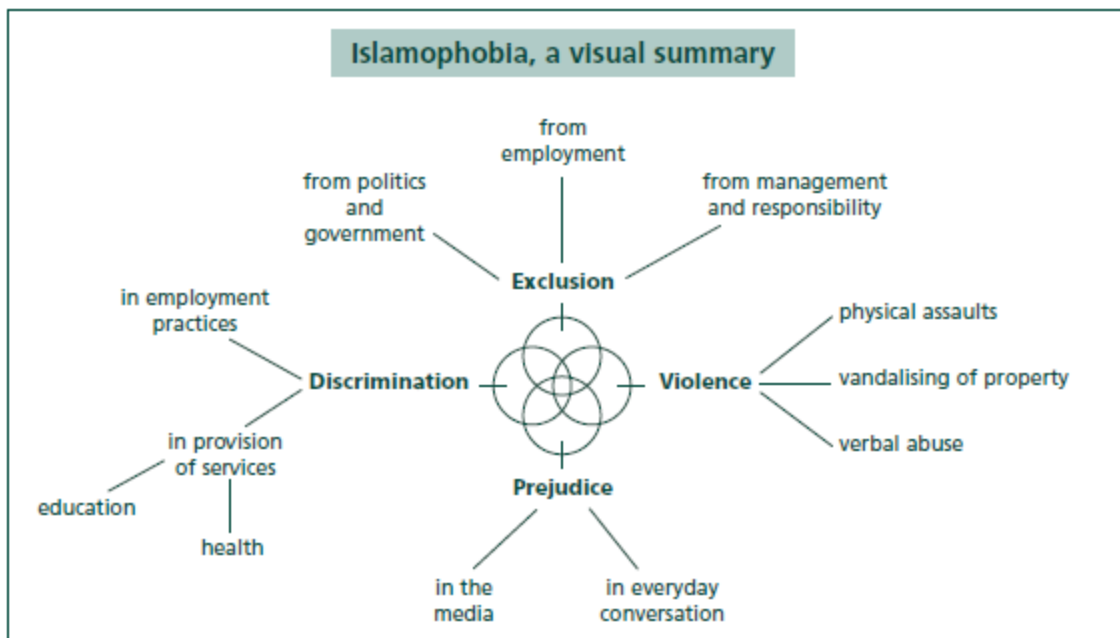 Islamophobia, a visual summary
from
employment
from politics
and
government
from management
and responsibility
Exclusion
in employment
practices
physical assaults
Discrimination
Violence
vandalising of property
in provision
of services
verbal abuse
education
health
Prejudice
in the
media
in everyday
conversation